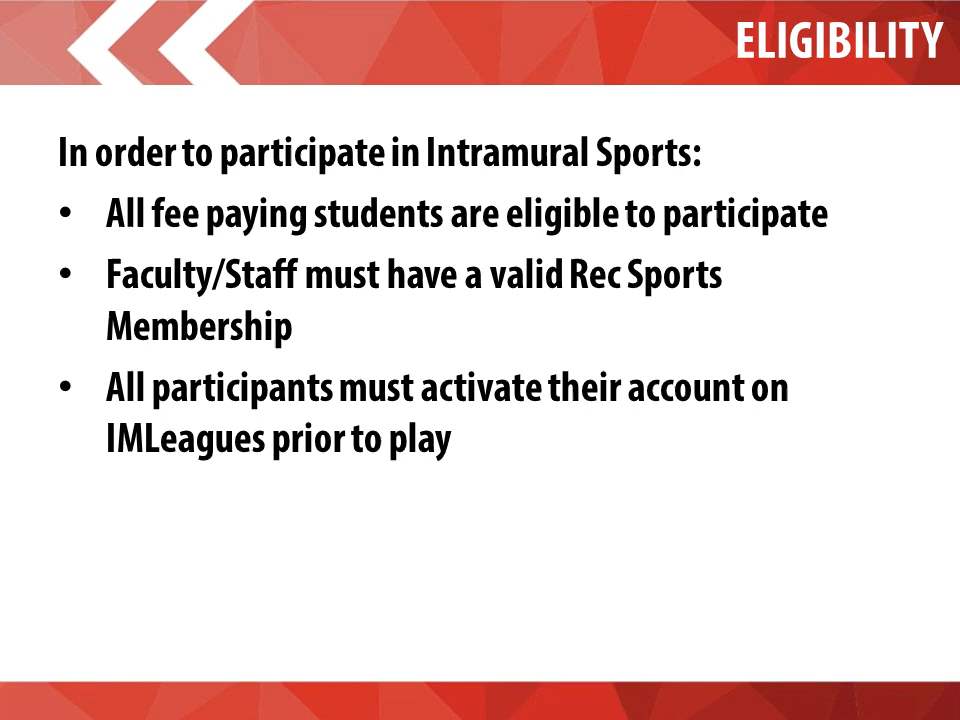 ELIGIBILITY
In order to participate in Intramural Sports:
• All fee paying students are eligible to participate
• Faculty/Staff must have a valid Rec Sports
Membership
• All participants must activate their account on
IMLeagues prior to play